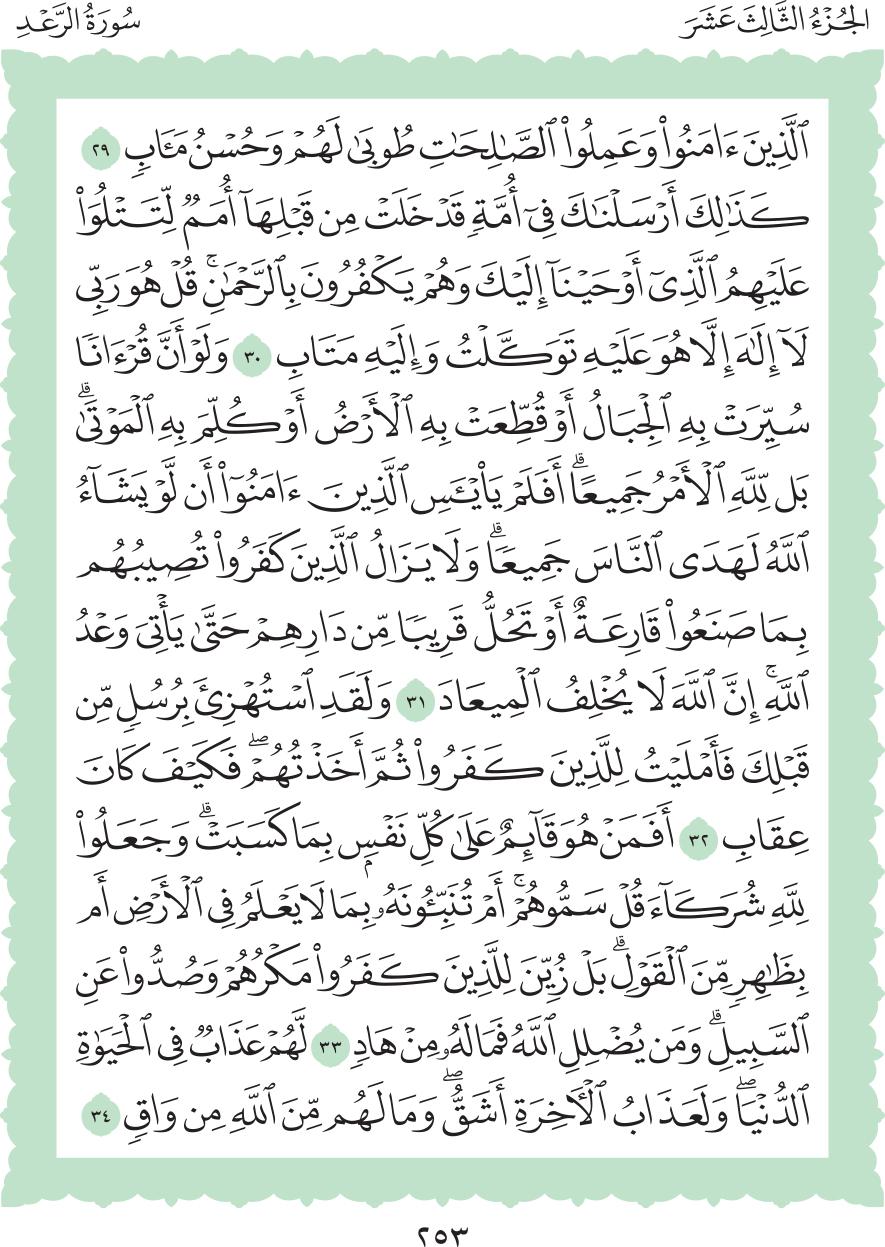 الجُزْءُ الثَّالِثَ عَشَرَ
سُورَةُ الرَّعْدِ
ٱلَّذِينَ ءَامَنُوا۟ وَعَمِلُوا۟ ٱلصَّٰلِحَٰتِ طُوبَىٰ لَهُمْ وَحُسْنُ مَـَٔابٍ ٢٩
كَذَٰلِكَ أَرْسَلْنَٰكَ فِىٓ أُمَّةٍ قَدْ خَلَتْ مِن قَبْلِهَآ أُمَمٌ لِّتَتْلُوَا۟
عَلَيْهِمُ ٱلَّذِىٓ أَوْحَيْنَآ إِلَيْكَ وَهُمْ يَكْفُرُونَ بِٱلرَّحْمَٰنِ ۚ قُلْ هُوَ رَبِّى
لَآ إِلَٰهَ إِلَّا هُوَ عَلَيْهِ تَوَكَّلْتُ وَإِلَيْهِ مَتَابِ ٣٠ وَلَوْ أَنَّ قُرْءَانًا
سُيِّرَتْ بِهِ ٱلْجِبَالُ أَوْ قُطِّعَتْ بِهِ ٱلْأَرْضُ أَوْ كُلِّمَ بِهِ ٱلْمَوْتَىٰ ۗ
بَل لِّلَّهِ ٱلْأَمْرُ جَمِيعًا ۗ أَفَلَمْ يَا۟يْـَٔسِ ٱلَّذِينَ ءَامَنُوٓا۟ أَن لَّوْ يَشَآءُ
ٱللَّهُ لَهَدَى ٱلنَّاسَ جَمِيعًا ۗ وَلَا يَزَالُ ٱلَّذِينَ كَفَرُوا۟ تُصِيبُهُم
بِمَا صَنَعُوا۟ قَارِعَةٌ أَوْ تَحُلُّ قَرِيبًا مِّن دَارِهِمْ حَتَّىٰ يَأْتِىَ وَعْدُ
ٱللَّهِ ۚ إِنَّ ٱللَّهَ لَا يُخْلِفُ ٱلْمِيعَادَ ٣١ وَلَقَدِ ٱسْتُهْزِئَ بِرُسُلٍ مِّن
قَبْلِكَ فَأَمْلَيْتُ لِلَّذِينَ كَفَرُوا۟ ثُمَّ أَخَذْتُهُمْ ۖ فَكَيْفَ كَانَ
عِقَابِ ٣٢ أَفَمَنْ هُوَ قَآئِمٌ عَلَىٰ كُلِّ نَفْسٍۭ بِمَا كَسَبَتْ ۗ وَجَعَلُوا۟
لِلَّهِ شُرَكَآءَ قُلْ سَمُّوهُمْ ۚ أَمْ تُنَبِّـُٔونَهُۥ بِمَا لَا يَعْلَمُ فِى ٱلْأَرْضِ أَم
بِظَٰهِرٍ مِّنَ ٱلْقَوْلِ ۗ بَلْ زُيِّنَ لِلَّذِينَ كَفَرُوا۟ مَكْرُهُمْ وَصُدُّوا۟ عَنِ
ٱلسَّبِيلِ ۗ وَمَن يُضْلِلِ ٱللَّهُ فَمَا لَهُۥ مِنْ هَادٍ ٣٣ لَّهُمْ عَذَابٌ فِى ٱلْحَيَوٰةِ
ٱلدُّنْيَا ۖ وَلَعَذَابُ ٱلْـَٔاخِرَةِ أَشَقُّ ۖ وَمَا لَهُم مِّنَ ٱللَّهِ مِن وَاقٍ ٣٤
٢٥٣